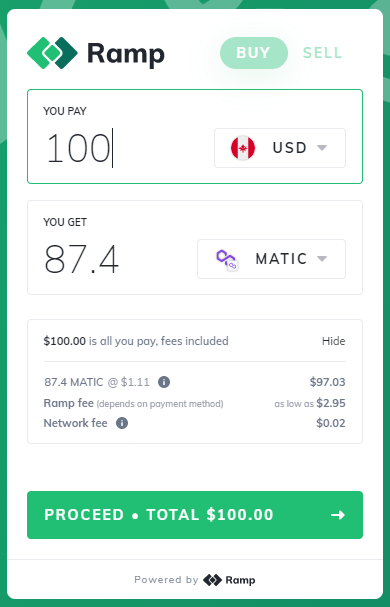 Ramp
BUY SELL
YOU PAY
100 USD
YOU GET
87.4 MATIC
$100.00 is all you pay, fees included Hide
87.4 MATIC @ $1.11 $97.03
Ramp fee (depends on payment method) as low as $2.95
Network fee $0.02
PROCEED • TOTAL $100.00 →
Powered by Ramp